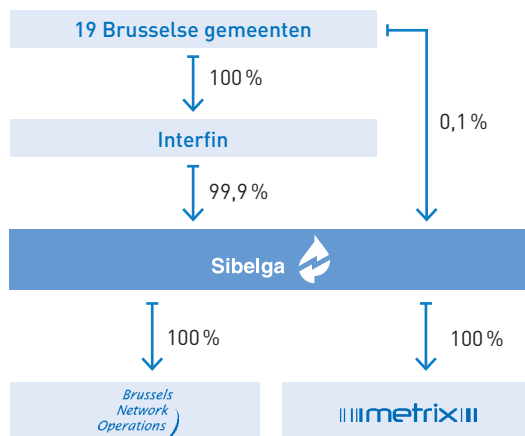 19 Brusselse gemeenten
100 %
0,1 %
Interfin
99,9 %
Sibelga
100 %
100 %
Brussels
Network
Operations
metrix